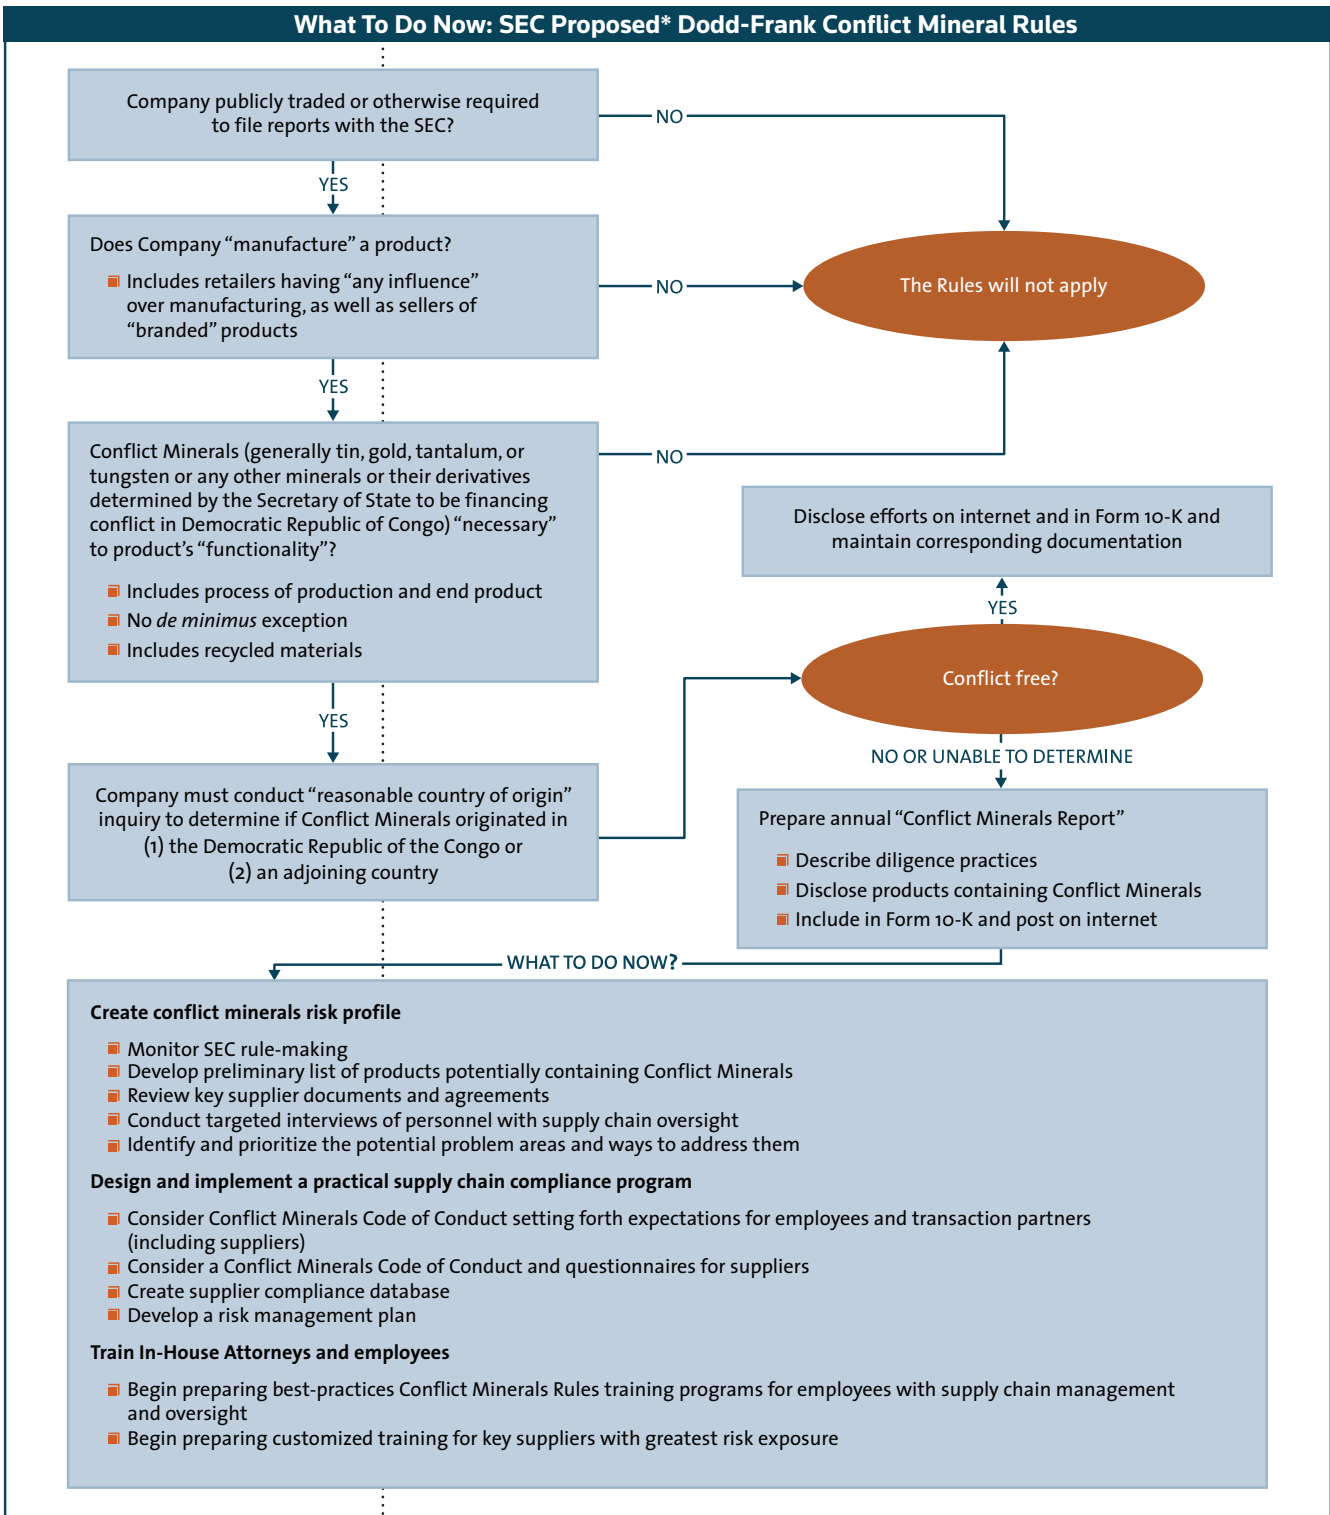 What To Do Now: SEC Proposed* Dodd-Frank Conflict Mineral Rules
Company publicly traded or otherwise required
to file reports with the SEC?
NO
YES
Does Company “manufacture” a product?
Includes retailers having “any influence”
over manufacturing, as well as sellers of
“branded” products
NO
The Rules will not apply
YES
Conflict Minerals (generally tin, gold, tantalum, or
tungsten or any other minerals or their derivatives
determined by the Secretary of State to be financing
conflict in Democratic Republic of Congo) “necessary”
to product’s “functionality”?
Includes process of production and end product
No de minimus exception
Includes recycled materials
NO
Disclose efforts on internet and in Form 10-K and
maintain corresponding documentation
YES
Conflict free?
YES
NO OR UNABLE TO DETERMINE
Company must conduct “reasonable country of origin”
inquiry to determine if Conflict Minerals originated in
(1) the Democratic Republic of the Congo or
(2) an adjoining country
Prepare annual “Conflict Minerals Report”
Describe diligence practices
Disclose products containing Conflict Minerals
Include in Form 10-K and post on internet
WHAT TO DO NOW?
Create conflict minerals risk profile
Monitor SEC rule-making
Develop preliminary list of products potentially containing Conflict Minerals
Review key supplier documents and agreements
Conduct targeted interviews of personnel with supply chain oversight
Identify and prioritize the potential problem areas and ways to address them
Design and implement a practical supply chain compliance program
Consider Conflict Minerals Code of Conduct setting forth expectations for employees and transaction partners
(including suppliers)
Consider a Conflict Minerals Code of Conduct and questionnaires for suppliers
Create supplier compliance database
Develop a risk management plan
Train In-House Attorneys and employees
Begin preparing best-practices Conflict Minerals Rules training programs for employees with supply chain management
and oversight
Begin preparing customized training for key suppliers with greatest risk exposure